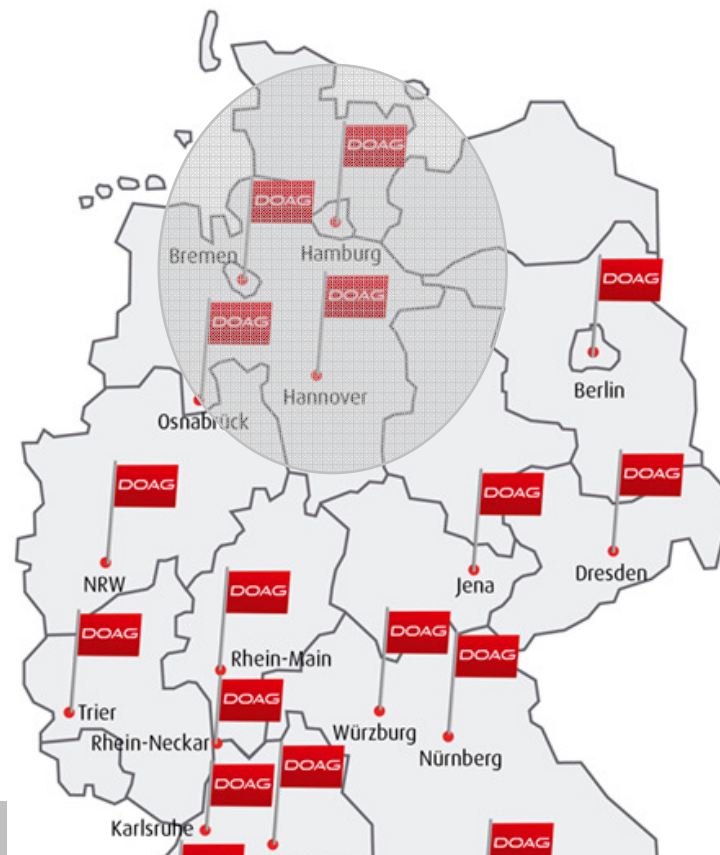 DOAG
DOAG
Bremen
Hamburg
DOAG
DOAG
DOAG
Berlin
Hannover
Osnabrück
DOAG
DOAG
DOAG
NRW
Jena
Dresden
DOAG
DOAG
DOAG
DOAG
Rhein-Main
DOAG
Trier
Würzburg
Rhein-Neckar
Nürnberg
DOAG
DOAG
Karlsruhe
DOAG